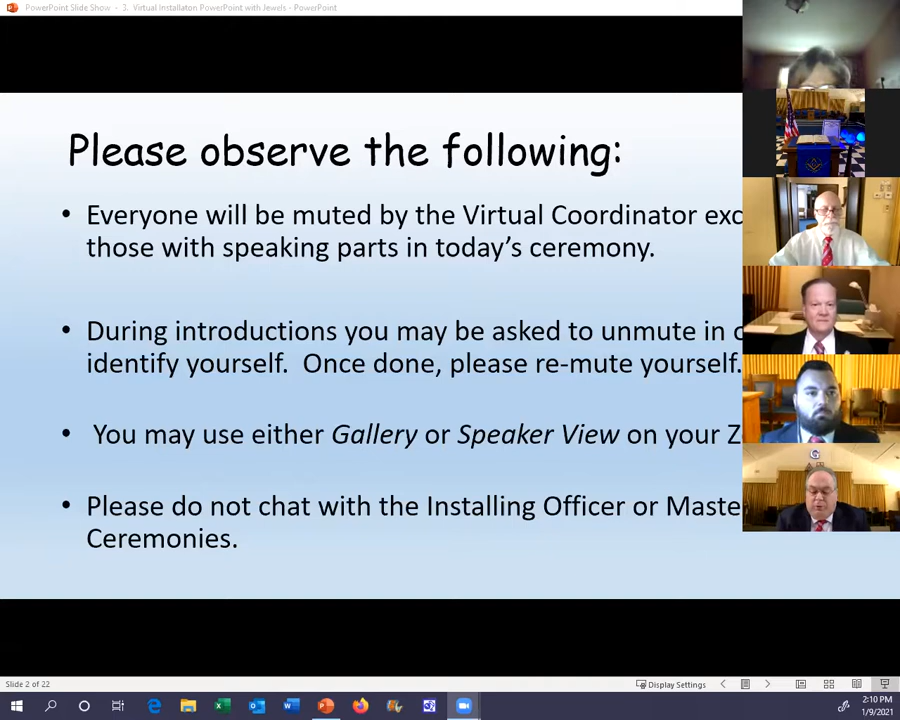 PowerPoint Slide Show - 3. Virtual Installaton PowerPoint with Jewels - PowerPoint
Please observe the following:
• Everyone will be muted by the Virtual Coordinator exc
those with speaking parts in today's ceremony.
• During introductions you may be asked to unmute in
identify yourself. Once done, please re-mute yourself.
• You may use either Gallery or Speaker View on your Z
• Please do not chat with the Installing Officer or Master
Ceremonies.
G
Slide 2 of 22
Display Settings
2:10 PM
1/9/2021